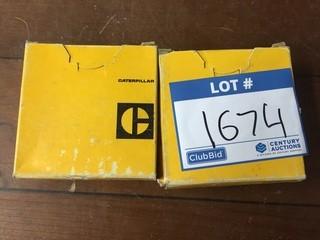 CATERPILLAR
C
LOT #
1674
ClubBid
CENTURY
AUCTIONS